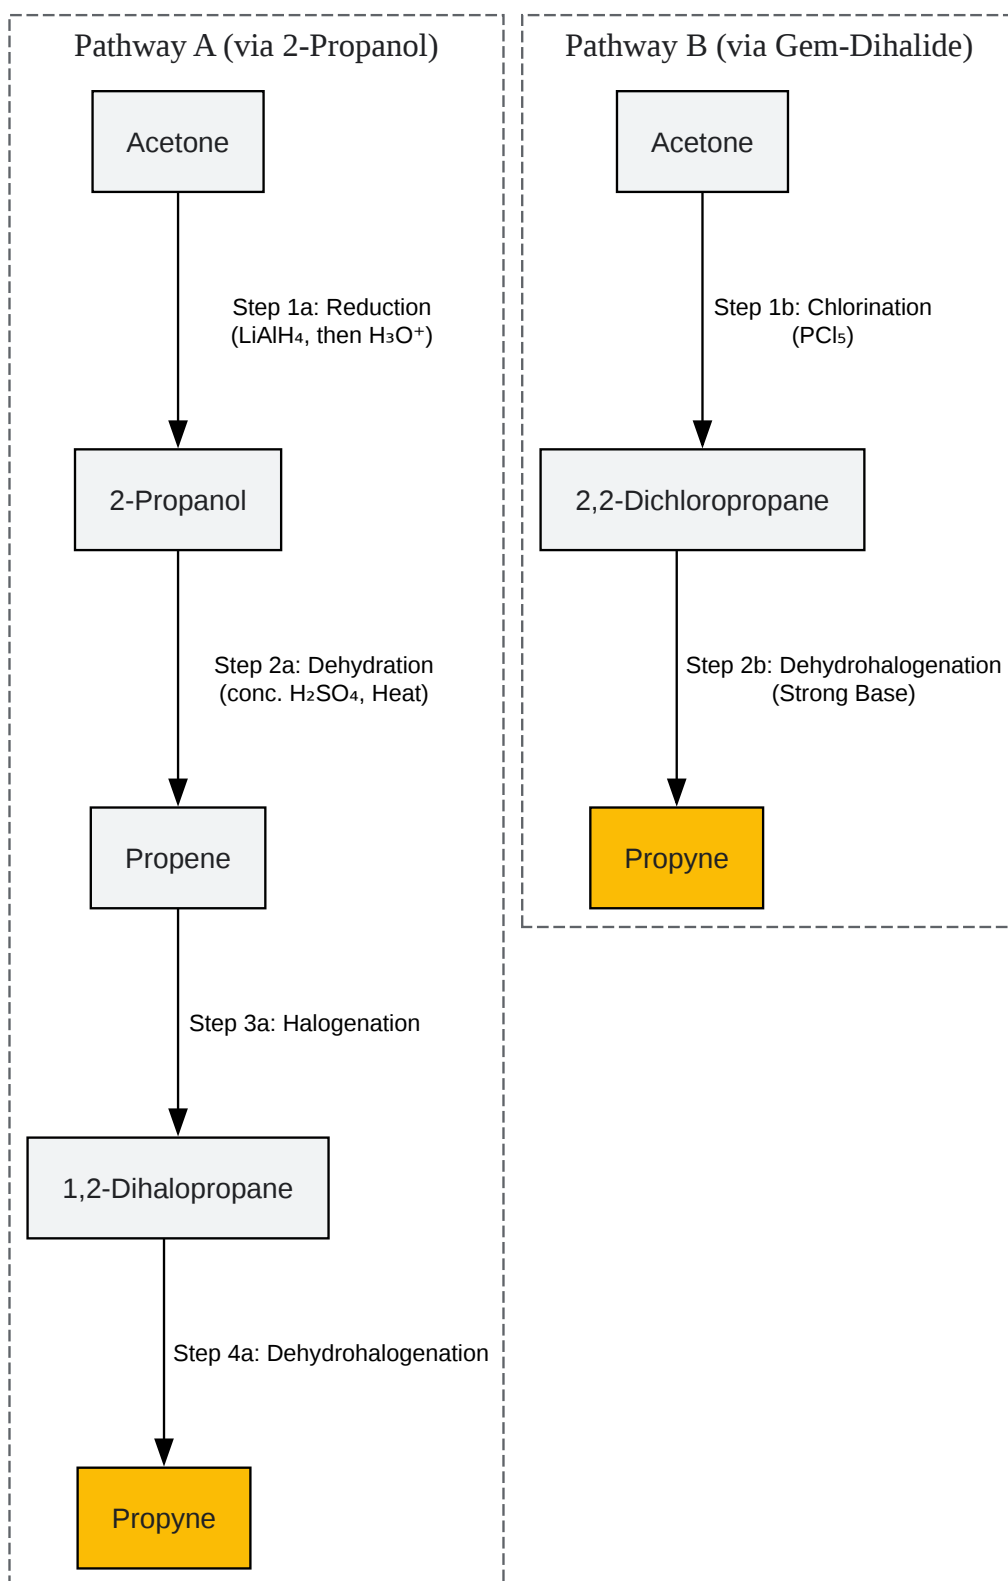 Pathway A (via 2-Propanol)
Acetone
Step 1a: Reduction
(LiAlH₄, then H₃O⁺)
2-Propanol
Step 2a: Dehydration
(conc. H₂SO₄, Heat)
Propene
Step 3a: Halogenation
1,2-Dihalopropane
Step 4a: Dehydrohalogenation
Propyne
Pathway B (via Gem-Dihalide)
Acetone
Step 1b: Chlorination
(PCl₅)
2,2-Dichloropropane
Step 2b: Dehydrohalogenation
(Strong Base)
Propyne